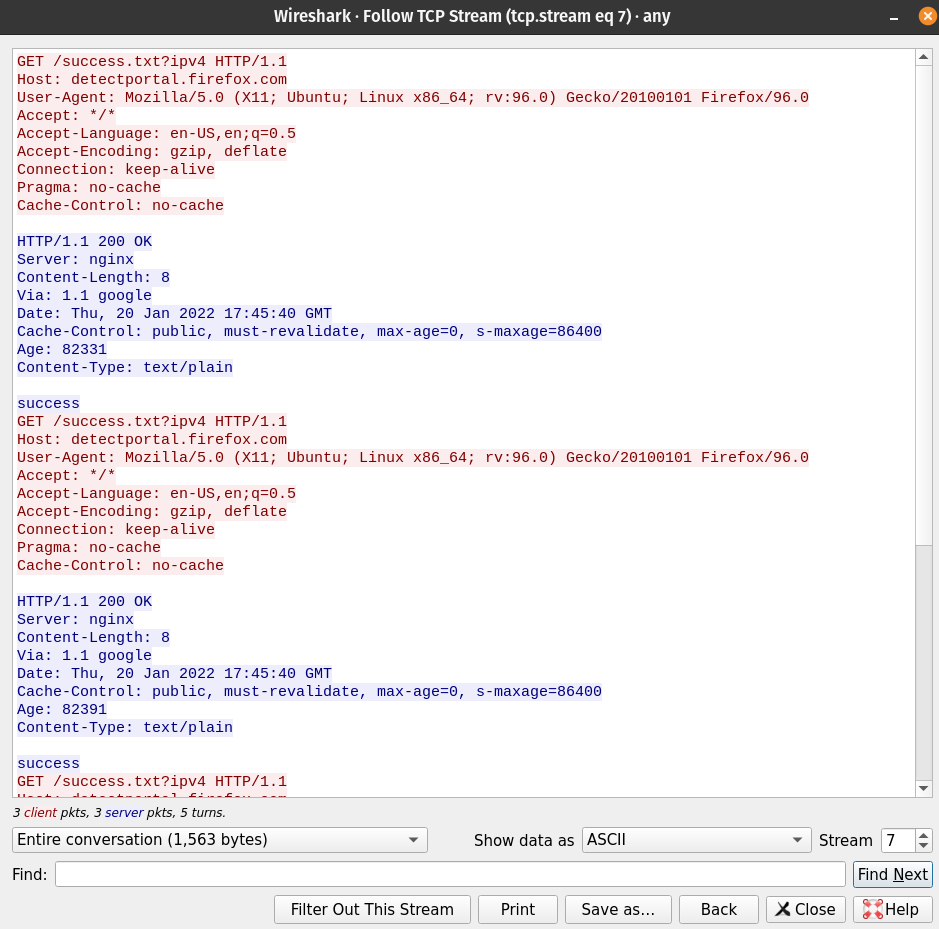 Wireshark · Follow TCP Stream (tcp.stream eq 7) · any
GET /success.txt?ipv4 HTTP/1.1
Host: detectportal.firefox.com
User-Agent: Mozilla/5.0 (X11; Ubuntu; Linux x86_64; rv:96.0) Gecko/20100101 Firefox/96.0
Accept: */*
Accept-Language: en-US,en;q=0.5
Accept-Encoding: gzip, deflate
Connection: keep-alive
Pragma: no-cache
Cache-Control: no-cache
HTTP/1.1 200 OK
Server: nginx
Content-Length: 8
Via: 1.1 google
Date: Thu, 20 Jan 2022 17:45:40 GMT
Cache-Control: public, must-revalidate, max-age=0, s-maxage=86400
Age: 82331
Content-Type: text/plain
success
GET /success.txt?ipv4 HTTP/1.1
Host: detectportal.firefox.com
User-Agent: Mozilla/5.0 (X11; Ubuntu; Linux x86_64; rv:96.0) Gecko/20100101 Firefox/96.0
Accept: */*
Accept-Language: en-US,en;q=0.5
Accept-Encoding: gzip, deflate
Connection: keep-alive
Pragma: no-cache
Cache-Control: no-cache
HTTP/1.1 200 OK
Server: nginx
Content-Length: 8
Via: 1.1 google
Date: Thu, 20 Jan 2022 17:45:40 GMT
Cache-Control: public, must-revalidate, max-age=0, s-maxage=86400
Age: 82391
Content-Type: text/plain
success
GET /success.txt?ipv4 HTTP/1.1
3 client pkts, 3 server pkts, 5 turns.
Entire conversation (1,563 bytes) Show data as ASCII Stream 7
Find: Find Next
Filter Out This Stream Print Save as... Back Close Help